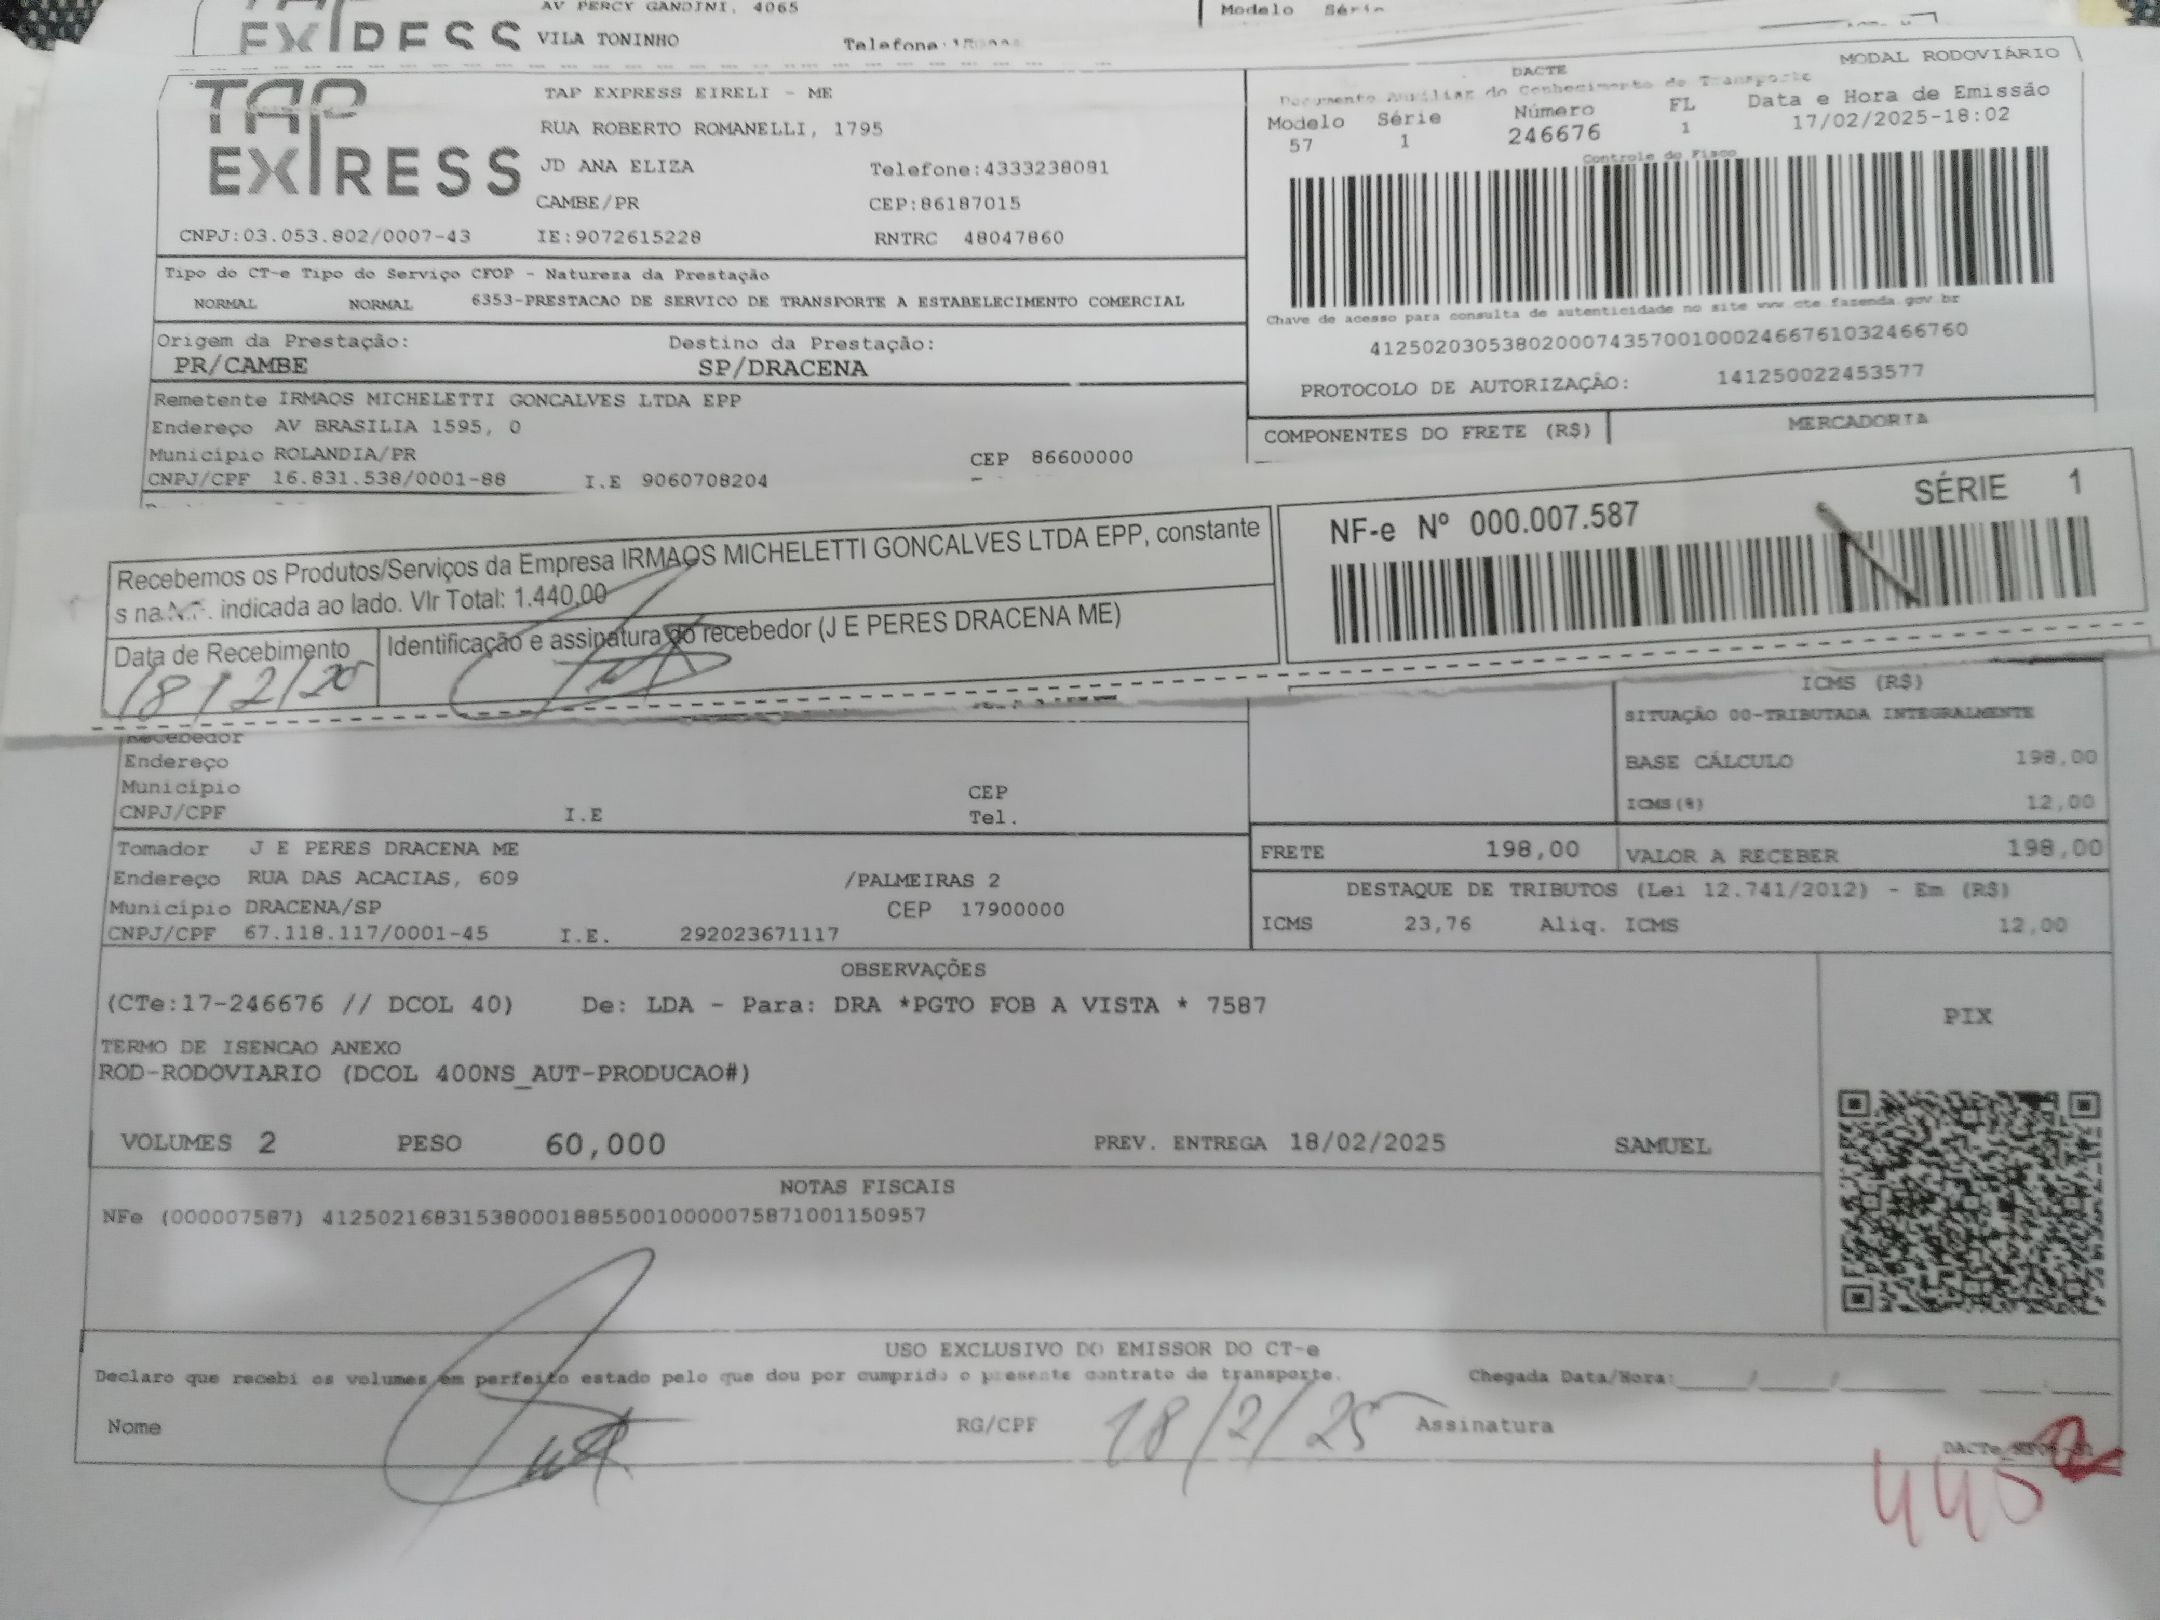 AV PERCY GANDINI, 4065
Modelo Série
EXPRESS VILA TONINHO
Telefone:
TAP EXPRESS
TAP EXPRESS EIRELI - ME
RUA ROBERTO ROMANELLI, 1795
JD ANA ELIZA Telefone:4333238081
CAMBE/PR CEP:86187015
CNPJ:03.053.802/0007-43 IE:9072615228 RNTRC 48047860
MODAL RODOVIÁRIO
DACTE
Documento Auxiliar do Conhecimento de Transporte
Modelo Série Número FL Data e Hora de Emissão
57 1 246676 1 17/02/2025-18:02
Controle do Fisco
Chave de acesso para consulta de autenticidade no site www.cte.fazenda.gov.br
41250203053802000743570010002466761032466760
PROTOCOLO DE AUTORIZAÇÃO: 141250022453577
Tipo do CT-e Tipo do Serviço CFOP - Natureza da Prestação
NORMAL NORMAL 6353-PRESTACAO DE SERVICO DE TRANSPORTE A ESTABELECIMENTO COMERCIAL
Origem da Prestação: Destino da Prestação:
PR/CAMBE SP/DRACENA
Remetente IRMAOS MICHELETTI GONCALVES LTDA EPP
Endereço AV BRASILIA 1595, 0
Município ROLANDIA/PR CEP 86600000
CNPJ/CPF 16.831.538/0001-88 I.E 9060708204
COMPONENTES DO FRETE (R$) MERCADORIA
Recebemos os Produtos/Serviços da Empresa IRMAOS MICHELETTI GONCALVES LTDA EPP, constante
s na N.F. indicada ao lado. Vlr Total: 1.440,00
Data de Recebimento Identificação e assinatura do recebedor (J E PERES DRACENA ME)
18/2/25
NF-e Nº 000.007.587 SÉRIE 1
Recebedor
Endereço
Município CEP
CNPJ/CPF I.E Tel.
ICMS (R$)
SITUAÇÃO 00-TRIBUTADA INTEGRALMENTE
BASE CÁLCULO 198,00
ICMS(%) 12,00
FRETE 198,00 VALOR A RECEBER 198,00
DESTAQUE DE TRIBUTOS (Lei 12.741/2012) - Em (R$)
ICMS 23,76 Aliq. ICMS 12,00
Tomador J E PERES DRACENA ME
Endereço RUA DAS ACACIAS, 609 /PALMEIRAS 2
Município DRACENA/SP CEP 17900000
CNPJ/CPF 67.118.117/0001-45 I.E. 292023671117
OBSERVAÇÕES
(CTe:17-246676 // DCOL 40) De: LDA - Para: DRA *PGTO FOB A VISTA * 7587
TERMO DE ISENCAO ANEXO
ROD-RODOVIARIO (DCOL 400NS_AUT-PRODUCAO#)
PIX
VOLUMES 2 PESO 60,000 PREV. ENTREGA 18/02/2025 SAMUEL
NOTAS FISCAIS
NFe (000007587) 41250216831538000188550010000075871001150957
USO EXCLUSIVO DO EMISSOR DO CT-e
Declaro que recebi os volumes em perfeito estado pelo que dou por cumprido o presente contrato de transporte. Chegada Data/Hora:____/____/____ ____:____
Nome RG/CPF 18/2/25 Assinatura